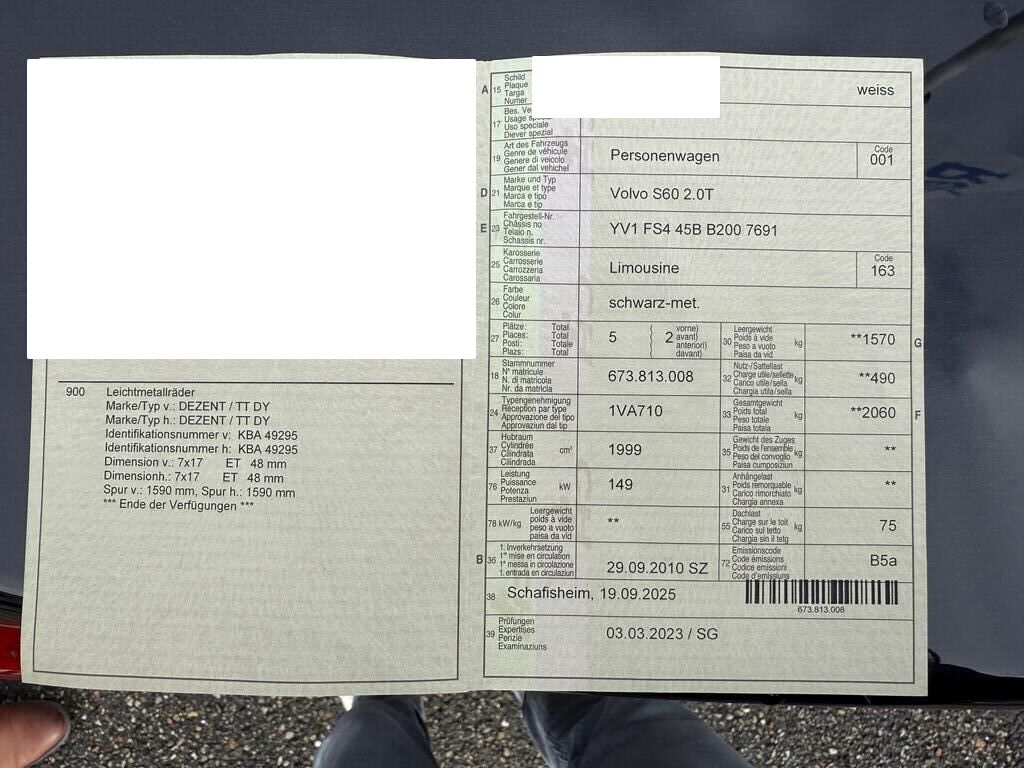 900 Leichtmetallräder
Marke/Typ v.: DEZENT / TT DY
Marke/Typ h.: DEZENT / TT DY
Identifikationsnummer v: KBA 49295
Identifikationsnummer h: KBA 49295
Dimension v.: 7x17 ET 48 mm
Dimensionh.: 7x17 ET 48 mm
Spur v.: 1590 mm, Spur h.: 1590 mm
*** Ende der Verfügungen ***
A 15 Schild
Plaque
Targa
Numer
weiss
17 Bes. Ve
Usage spéciale
Uso speciale
Diever spezial
19 Art des Fahrzeugs
Genre de véhicule
Genere di veicolo
Gener dal vehichel
Personenwagen
Code
001
D 21 Marke und Typ
Marque et type
Marca e tipo
Marca e tip
Volvo S60 2.0T
E 23 Fahrgestell-Nr.
Châssis no
Telaio n.
Schassis nr.
YV1 FS4 45B B200 7691
25 Karosserie
Carrosserie
Carrozzeria
Carossaria
Limousine
Code
163
26 Farbe
Couleur
Colore
Colur
schwarz-met.
27 Plätze: Total
Places: Total
Posti: Totale
Plazs: Total
5 ( 2 vorne)
avant)
anteriori)
davant)
30 Leergewicht
Poids à vide
Peso a vuoto
Paisa da vid
kg
**1570 G
18 Stammnummer
N° matricule
N. di matricola
Nr. da matricla
673.813.008
32 Nutz-/Sattellast
Charge utile/sellette
Carico utile/sella
Chargia utila/sella
kg
**490
24 Typengenehmigung
Réception par type
Approvazione del tipo
Approvaziun dal tip
1VA710
33 Gesamtgewicht
Poids total
Peso totale
Paisa totala
kg
**2060 F
37 Hubraum
Cylindrée
Cilindrata
Cilindrada
cm³
1999
35 Gewicht des Zuges
Poids de l'ensemble
Peso del convoglio
Paisa cumposiziun
kg
**
76 Leistung
Puissance
Potenza
Prestaziun
kW
149
31 Anhängelast
Poids remorquable
Carico rimorchiato
Chargia annexa
kg
**
78 kW/kg Leergewicht
poids à vide
peso a vuoto
paisa da vid
**
55 Dachlast
Charge sur le toit
Carico sul tetto
Chargia sin il tetg
kg
75
B 36 1. Inverkehrsetzung
1re mise en circulation
1a messa in circolazione
1. entrada en circulaziun
29.09.2010 SZ
72 Emissionscode
Code émissions
Codice emissioni
Code d'emissiuns
B5a
38 Schafisheim, 19.09.2025
673.813.008
39 Prüfungen
Expertises
Perizie
Examinaziuns
03.03.2023 / SG